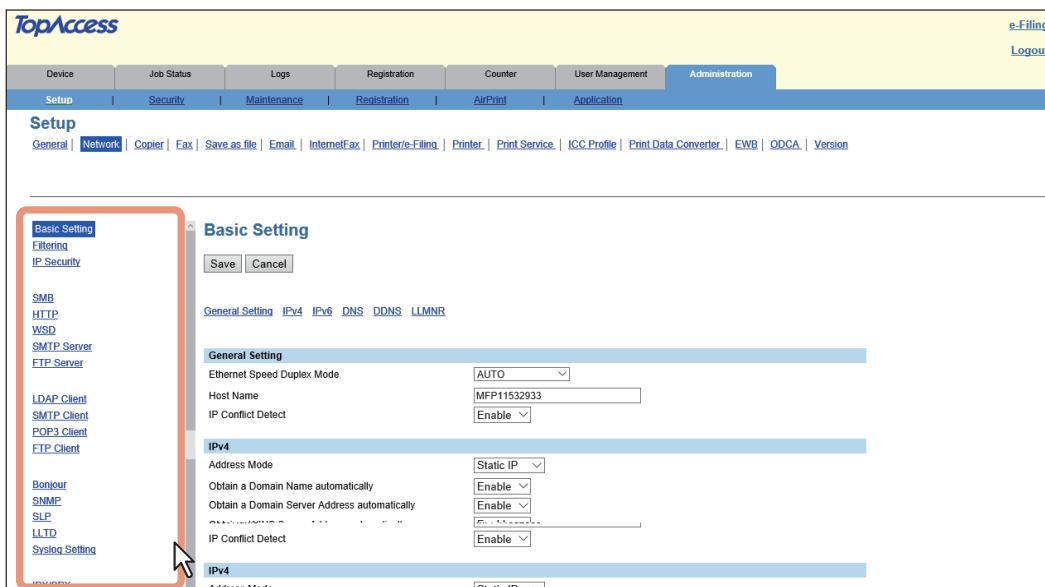 TopAccess
e-Filing
Logout
Device Job Status Logs Registration Counter User Management Administration
Setup | Security | Maintenance | Registration | AirPrint | Application
Setup
General | Network | Copier | Fax | Save as file | Email | InternetFax | Printer/e-Filing | Printer | Print Service | ICC Profile | Print Data Converter | EWB | ODCA | Version
Basic Setting
Filtering
IP Security
SMB
HTTP
WSD
SMTP Server
FTP Server
LDAP Client
SMTP Client
POP3 Client
FTP Client
Bonjour
SNMP
SLP
LLTD
Syslog Setting
Basic Setting
Save Cancel
General Setting IPv4 IPv6 DNS DDNS LLMNR
General Setting
Ethernet Speed Duplex Mode AUTO
Host Name MFP11532933
IP Conflict Detect Enable
IPv4
Address Mode Static IP
Obtain a Domain Name automatically Enable
Obtain a Domain Server Address automatically Enable
IP Conflict Detect Enable
IPv4
Address Mode Static IP